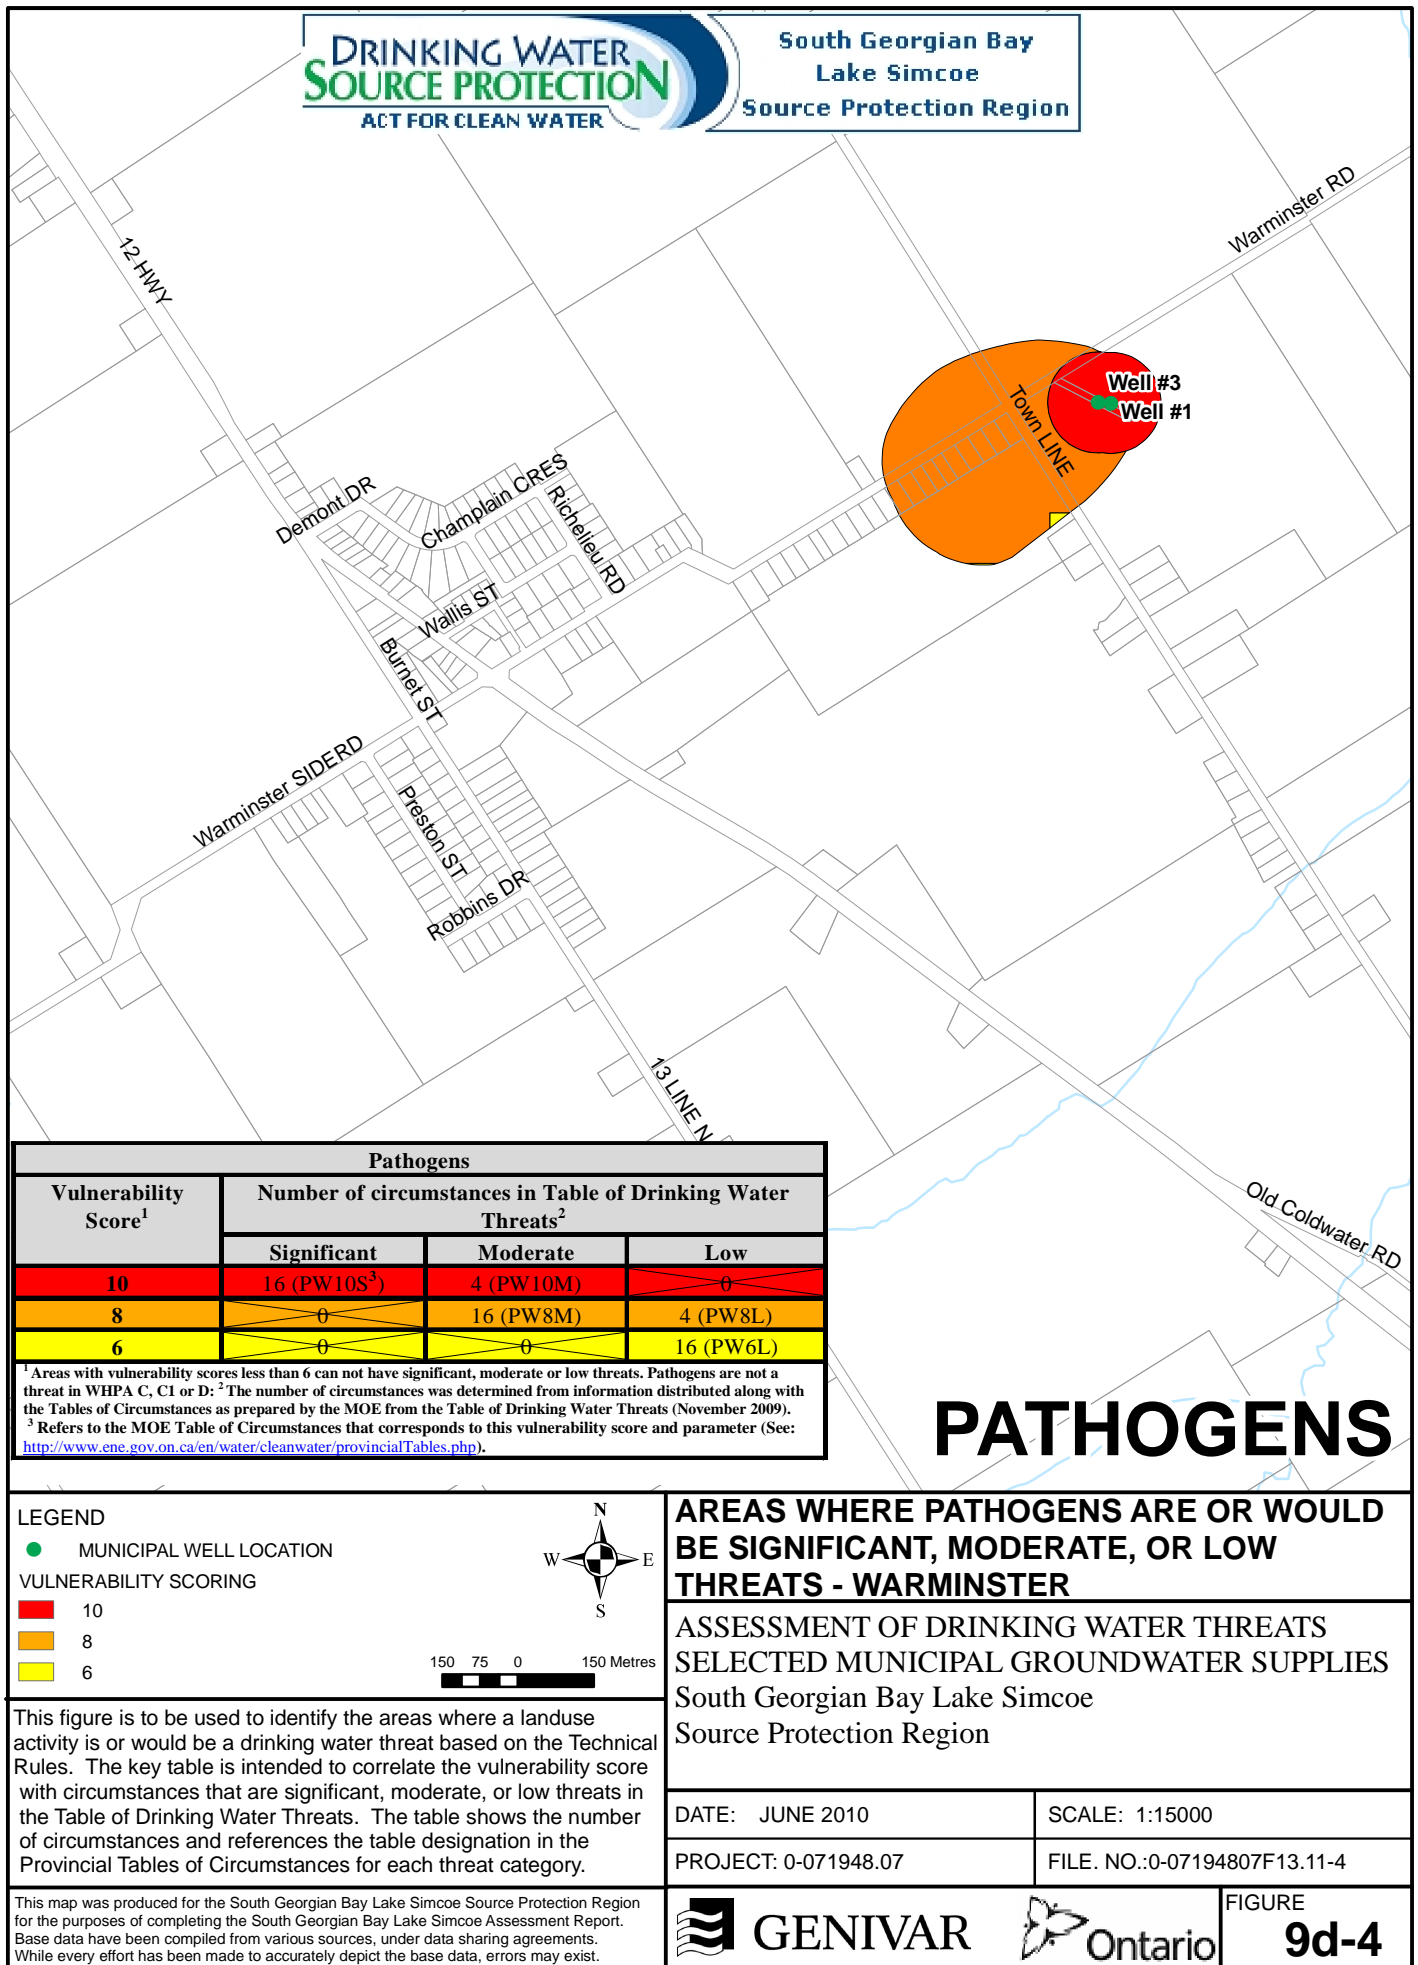 DRINKING WATER
SOURCE PROTECTION
ACT FOR CLEAN WATER
South Georgian Bay
Lake Simcoe
Source Protection Region
Warminster RD
12 HWY
Well #3
Well #1
Town LINE
Demont DR
Champlain CRES
Richelieu RD
Wallis ST
Burnet ST
Warminster SIDERD
Preston ST
Robbins DR
13 LINE N
Old Coldwater RD
Pathogens
Vulnerability Score1
Number of circumstances in Table of Drinking Water Threats2
Significant Moderate Low
10 16 (PW10S3) 4 (PW10M) 0
8 0 16 (PW8M) 4 (PW8L)
6 0 0 16 (PW6L)
1 Areas with vulnerability scores less than 6 can not have significant, moderate or low threats. Pathogens are not a
threat in WHPA C, C1 or D: 2 The number of circumstances was determined from information distributed along with
the Tables of Circumstances as prepared by the MOE from the Table of Drinking Water Threats (November 2009).
3 Refers to the MOE Table of Circumstances that corresponds to this vulnerability score and parameter (See:
http://www.ene.gov.on.ca/en/water/cleanwater/provincialTables.php).
PATHOGENS
LEGEND
MUNICIPAL WELL LOCATION
VULNERABILITY SCORING
10
8
6
N
W E
S
150 75 0 150 Metres
AREAS WHERE PATHOGENS ARE OR WOULD
BE SIGNIFICANT, MODERATE, OR LOW
THREATS - WARMINSTER
ASSESSMENT OF DRINKING WATER THREATS
SELECTED MUNICIPAL GROUNDWATER SUPPLIES
South Georgian Bay Lake Simcoe
Source Protection Region
This figure is to be used to identify the areas where a landuse
activity is or would be a drinking water threat based on the Technical
Rules. The key table is intended to correlate the vulnerability score
with circumstances that are significant, moderate, or low threats in
the Table of Drinking Water Threats. The table shows the number
of circumstances and references the table designation in the
Provincial Tables of Circumstances for each threat category.
DATE: JUNE 2010
SCALE: 1:15000
PROJECT: 0-071948.07
FILE. NO.:0-07194807F13.11-4
This map was produced for the South Georgian Bay Lake Simcoe Source Protection Region
for the purposes of completing the South Georgian Bay Lake Simcoe Assessment Report.
Base data have been compiled from various sources, under data sharing agreements.
While every effort has been made to accurately depict the base data, errors may exist.
GENIVAR
Ontario
FIGURE
9d-4